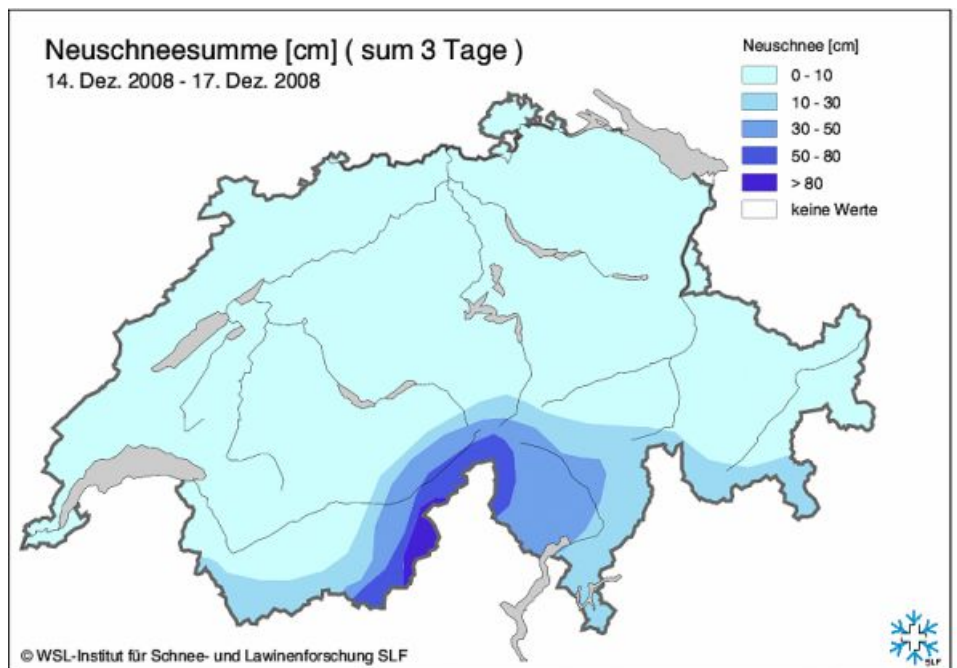 Neuschneesumme [cm] ( sum 3 Tage )
14. Dez. 2008 - 17. Dez. 2008
Neuschnee [cm]
0 - 10
10 - 30
30 - 50
50 - 80
> 80
keine Werte
© WSL-Institut für Schnee- und Lawinenforschung SLF
SLF